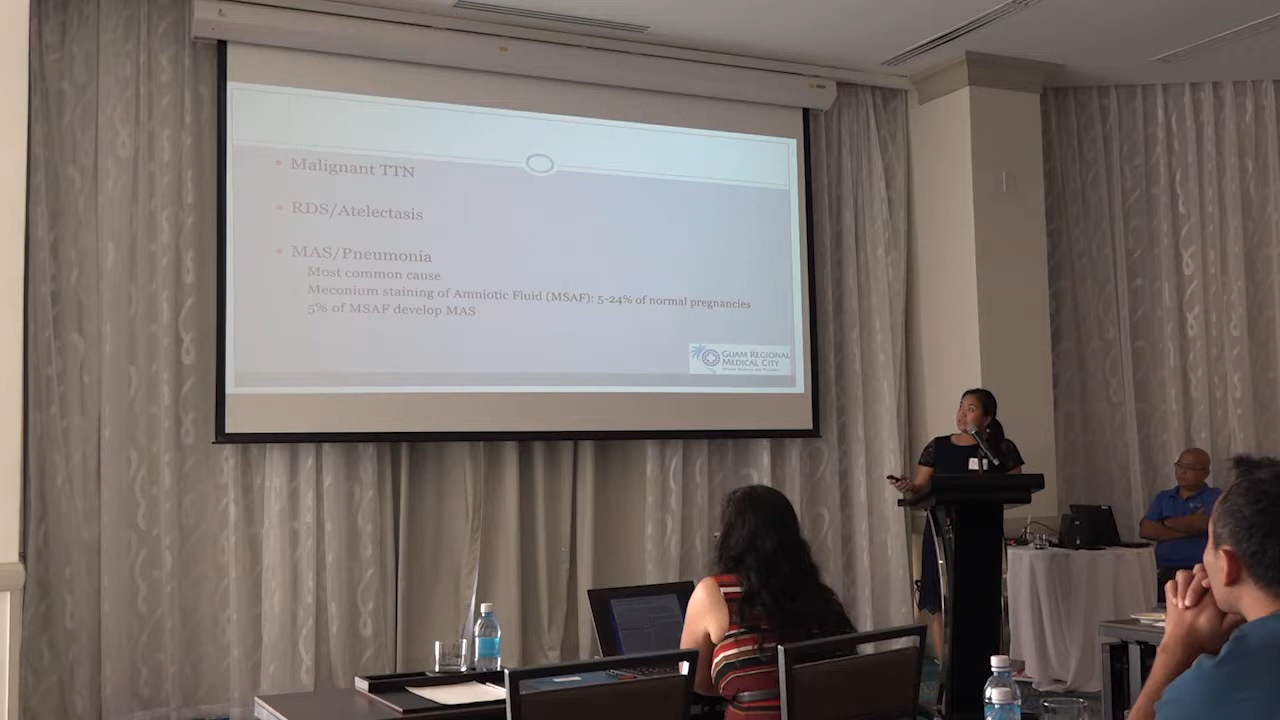 Malignant TTN
RDS/Atelectasis
MAS/Pneumonia
Most common cause
Meconium staining of Amniotic Fluid (MSAF): 5-24% of normal pregnancies
5% of MSAF develop MAS
GUAM REGIONAL
MEDICAL CITY